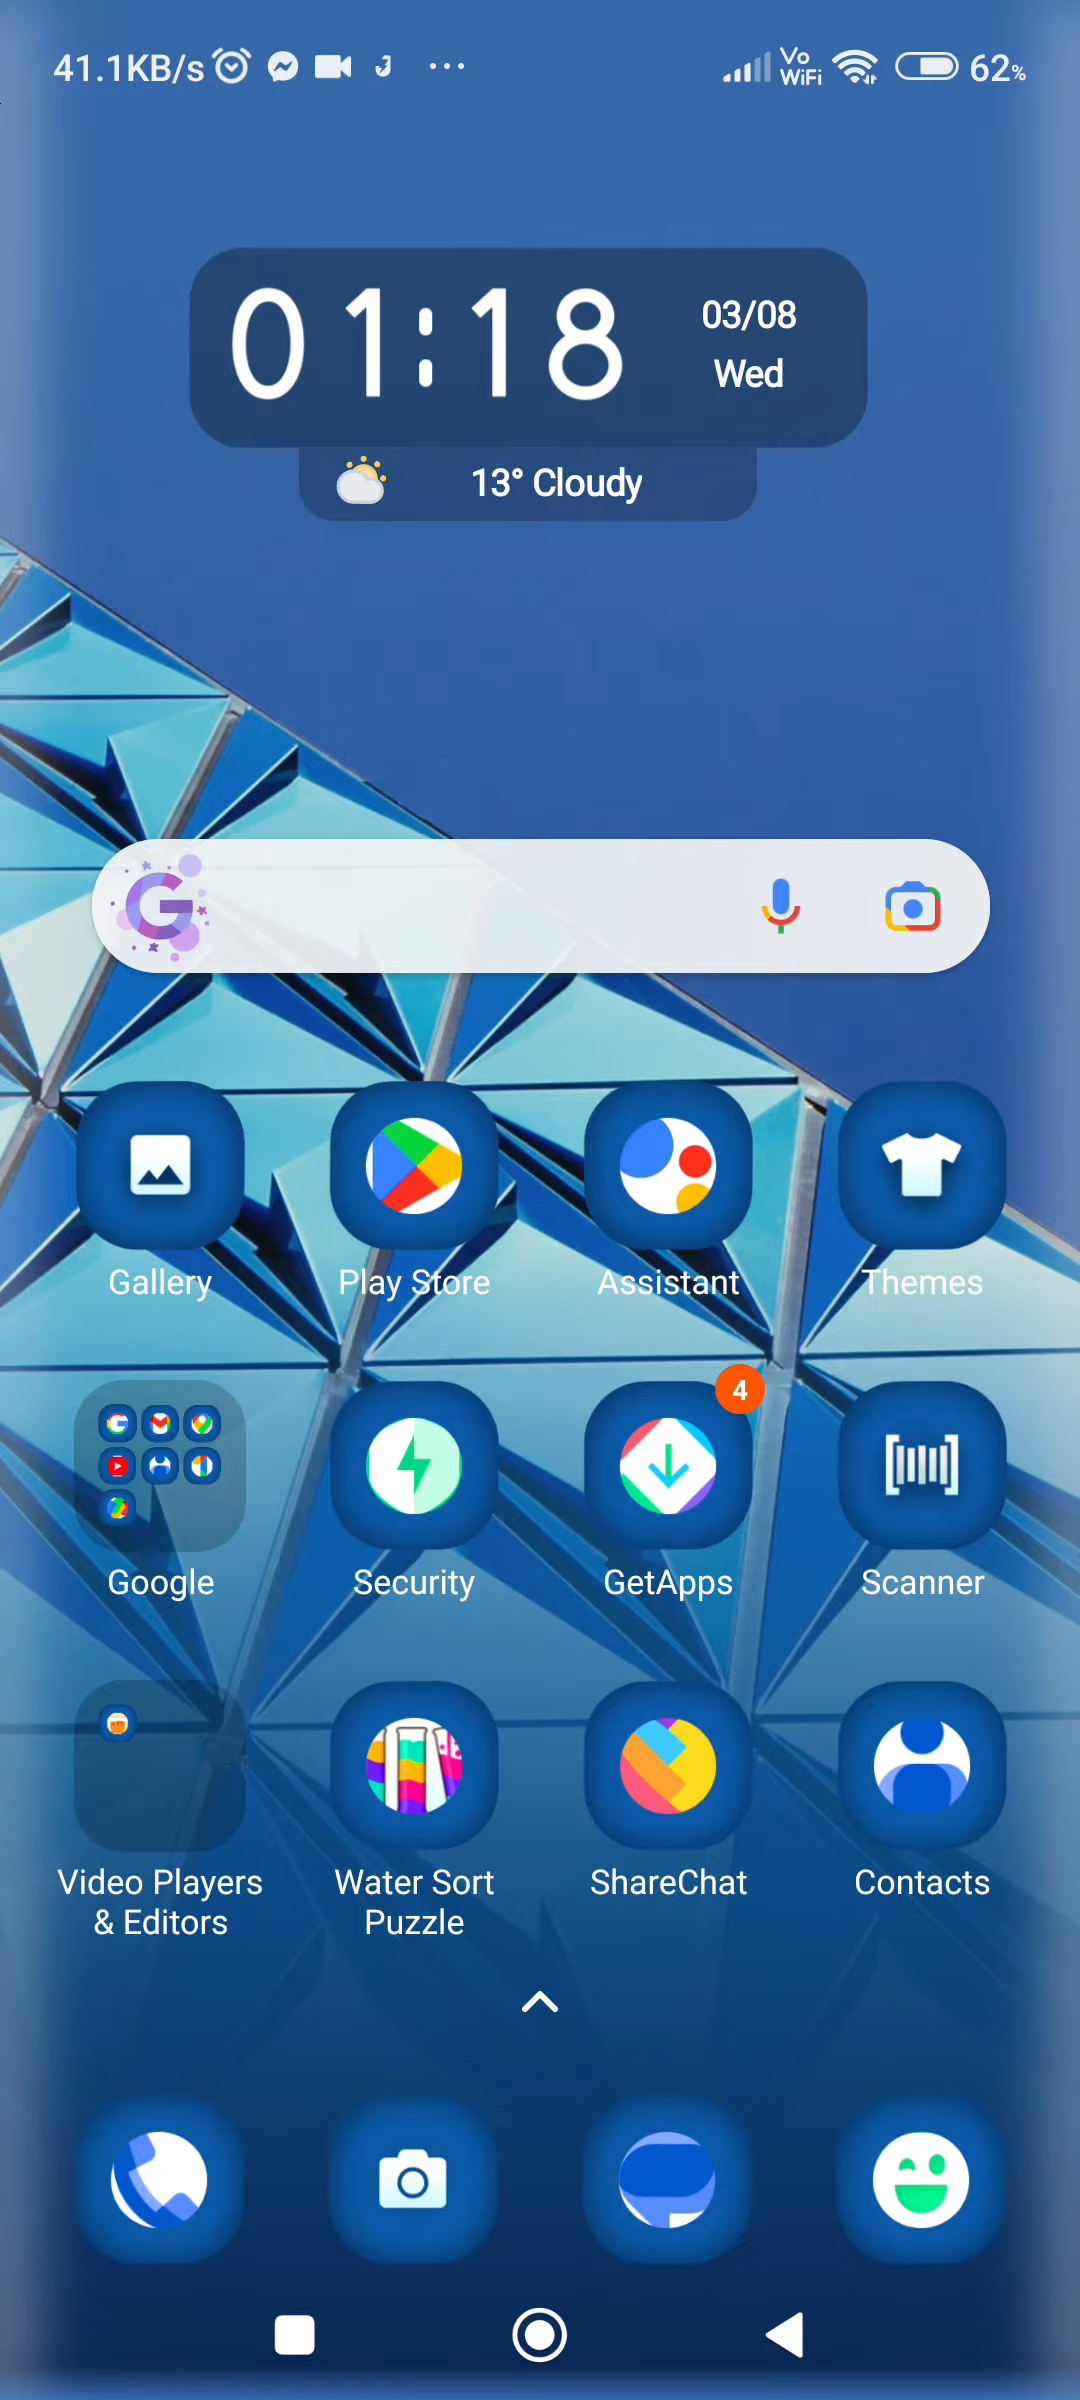 41.1KB/s ... Vo WiFi 62%
01:18 03/08
Wed
13° Cloudy
Gallery Play Store Assistant Themes
4
Google Security GetApps Scanner
Video Players & Editors Water Sort Puzzle ShareChat Contacts